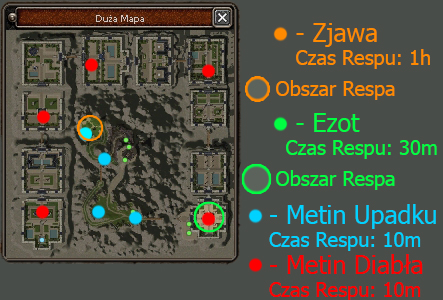 Duża Mapa
- Zjawa
Czas Respu: 1h
Obszar Respa
- Ezot
Czas Respu: 30m
Obszar Respa
- Metin Upadku
Czas Respu: 10m
- Metin Diabła
Czas Respu: 10m